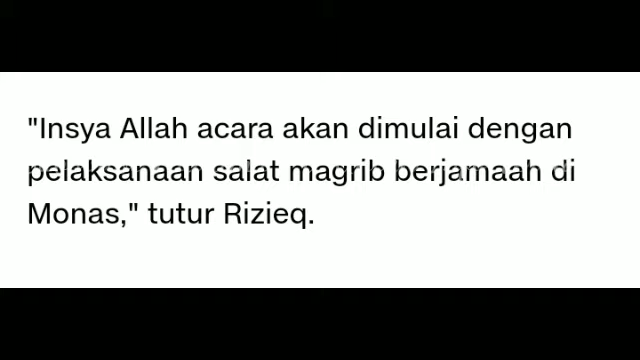 "Insya Allah acara akan dimulai dengan
pelaksanaan salat magrib berjamaah di
Monas," tutur Rizieq.